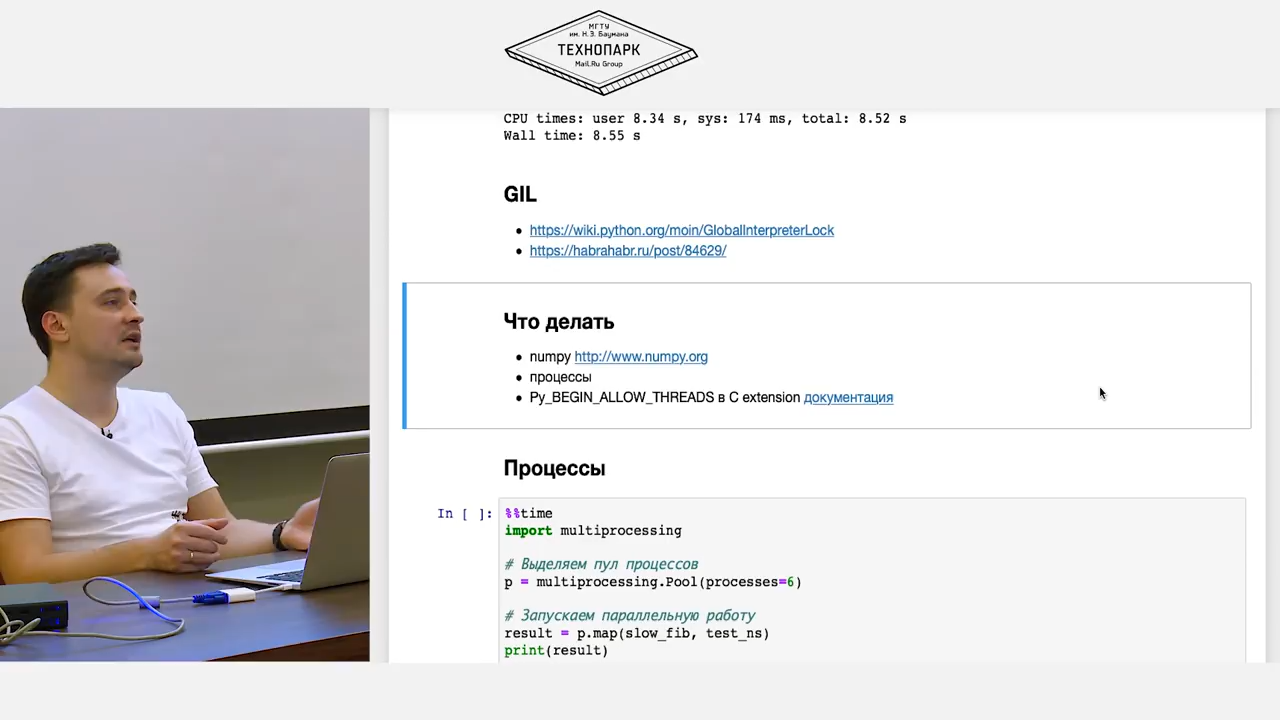 МГТУ
им. Н.Э. Баумана
ТЕХНОПАРК
Mail.Ru Group
CPU times: user 8.34 s, sys: 174 ms, total: 8.52 s
Wall time: 8.55 s
GIL
https://wiki.python.org/moin/GlobalInterpreterLock
https://habrahabr.ru/post/84629/
Что делать
numpy http://www.numpy.org
процессы
Py_BEGIN_ALLOW_THREADS в C extension документация
Процессы
In [ ]: %%time
import multiprocessing
# Выделяем пул процессов
p = multiprocessing.Pool(processes=6)
# Запускаем параллельную работу
result = p.map(slow_fib, test_ns)
print(result)